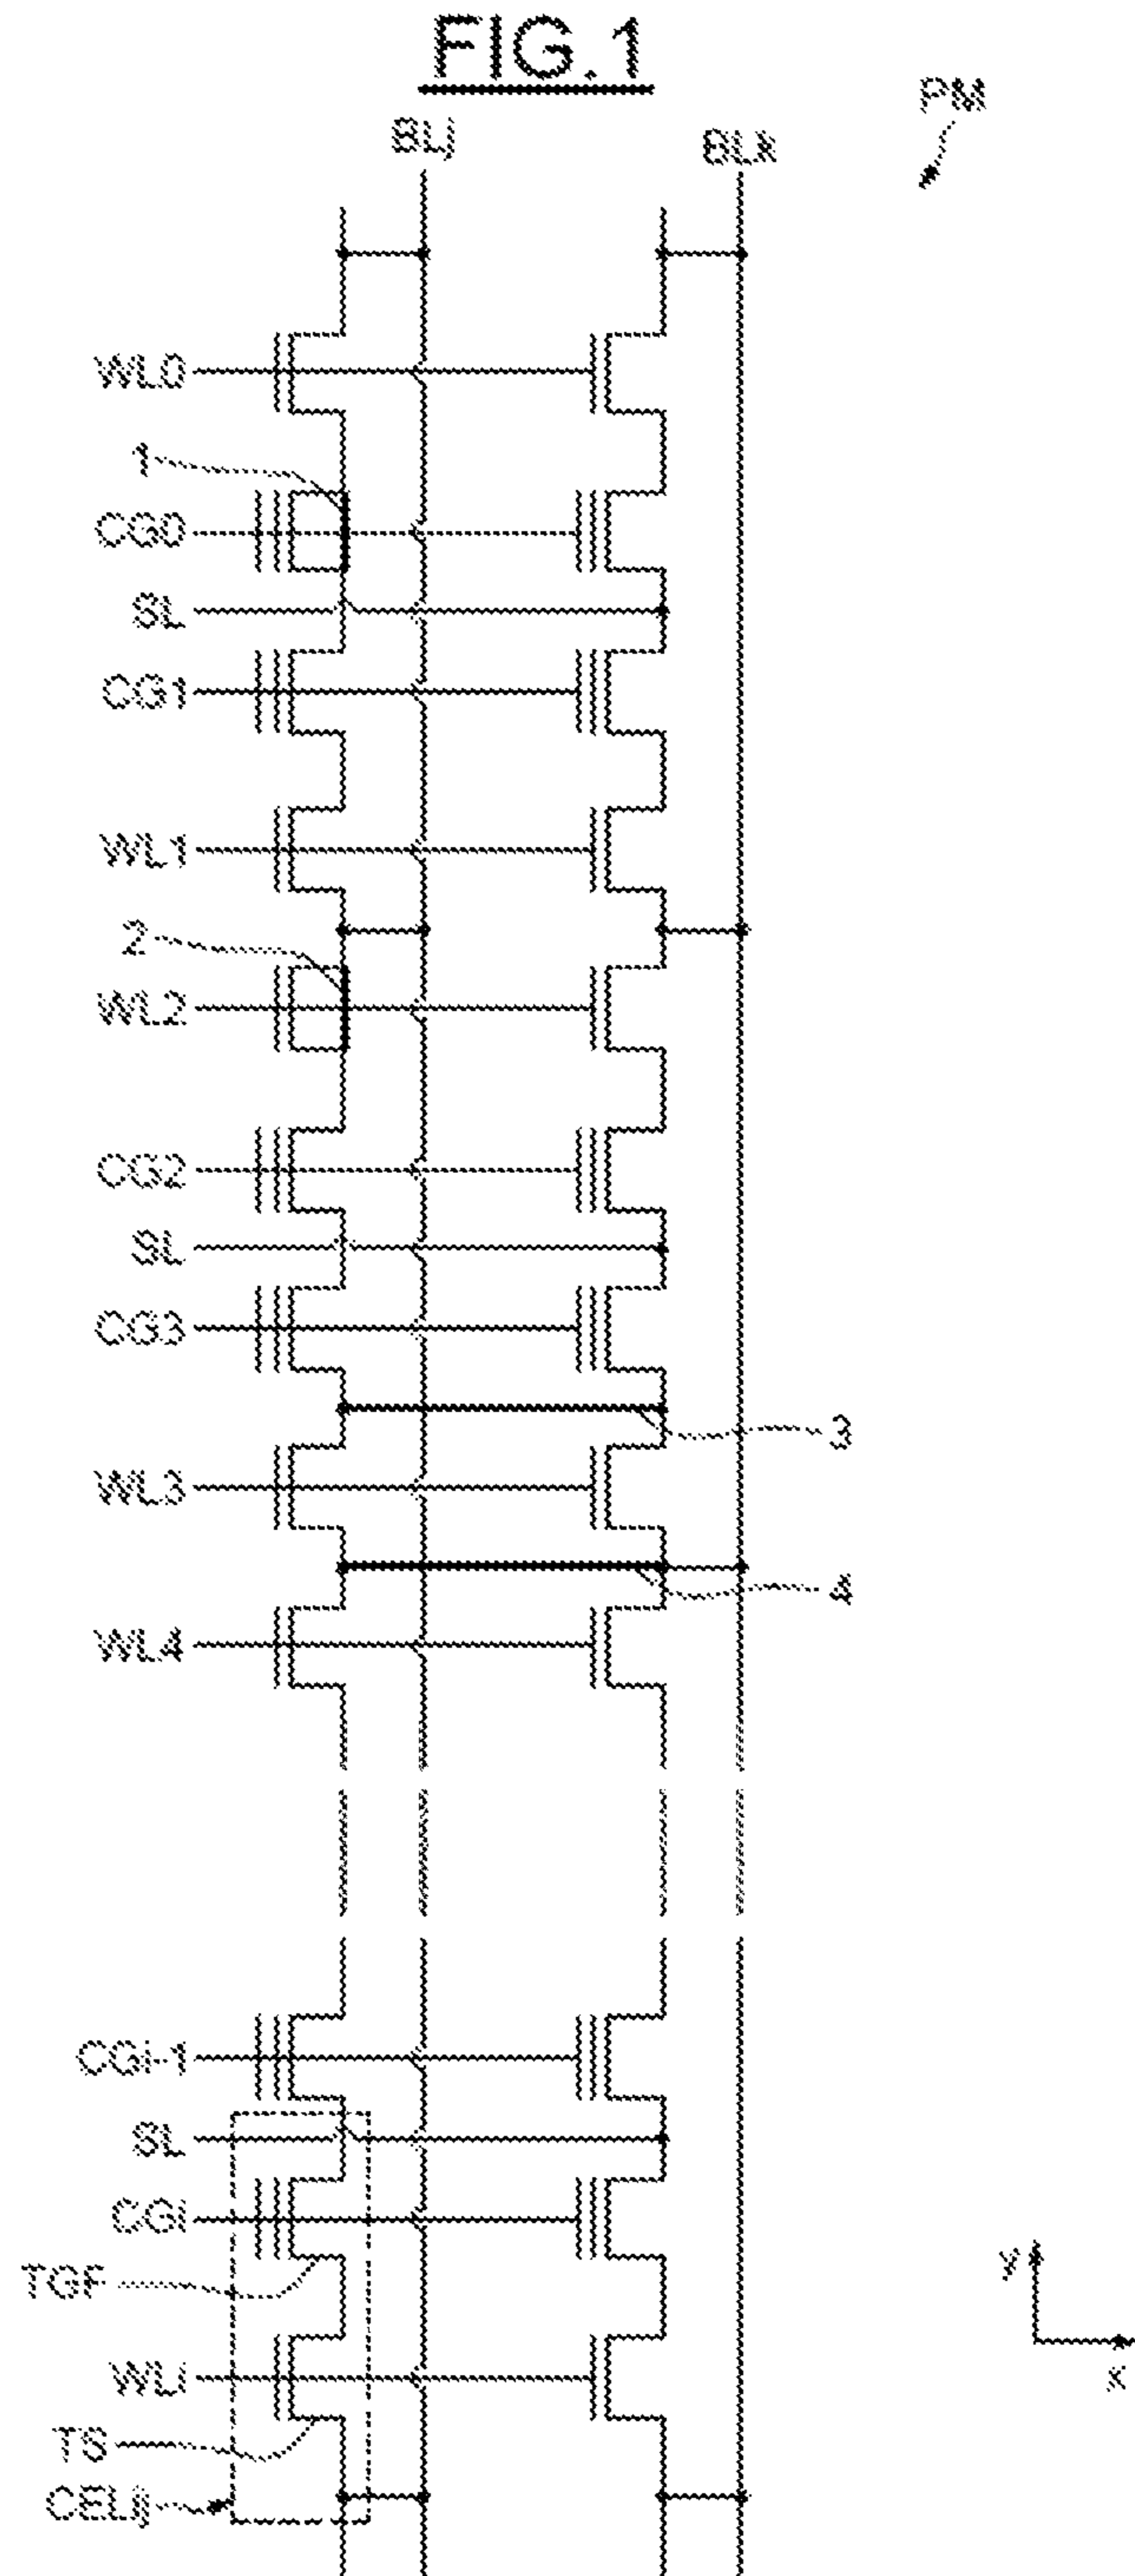 FIG.1
PM
BLj
BLk
WL0
1
CG0
SL
CG1
WL1
2
WL2
CG2
SL
CG3
3
WL3
4
WL4
CGi-1
SL
CGi
TGF
y
WLi
x
TS
CELij